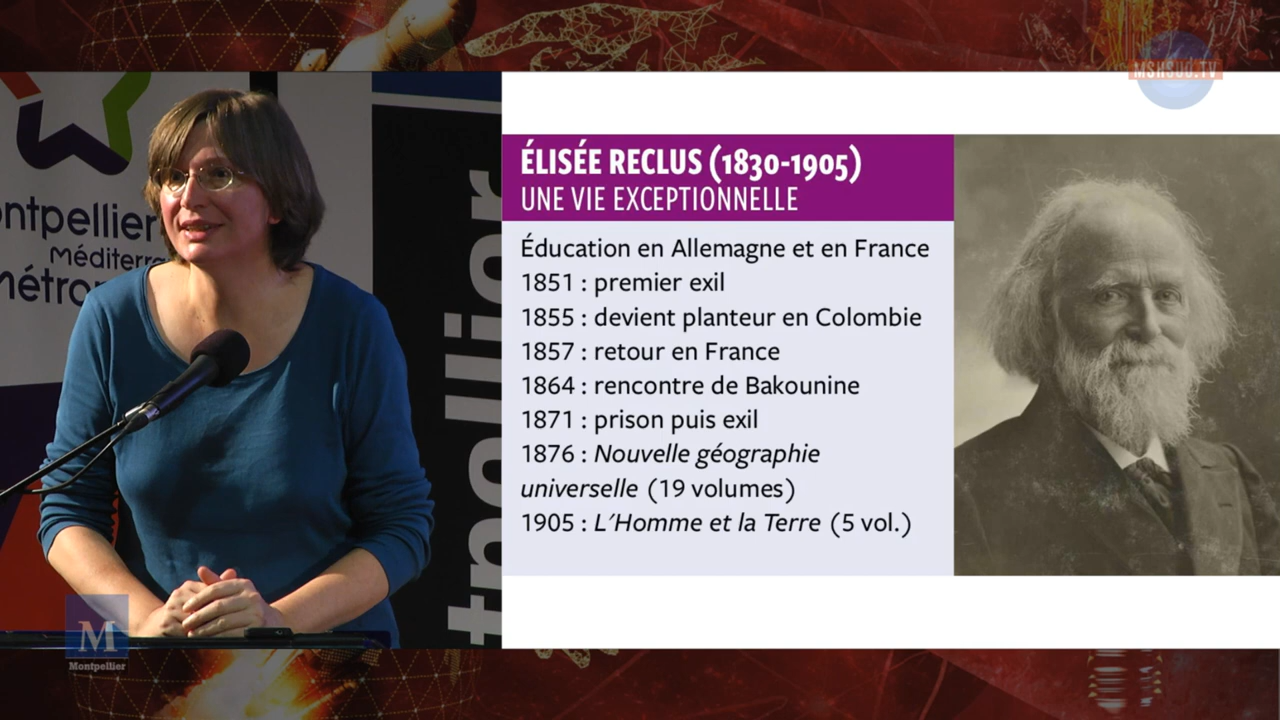 MSHSUD.TV
ntpellier
méditerra
métro
tpellier
M
Montpellier
ÉLISÉE RECLUS (1830-1905)
UNE VIE EXCEPTIONNELLE
Éducation en Allemagne et en France
1851 : premier exil
1855 : devient planteur en Colombie
1857 : retour en France
1864 : rencontre de Bakounine
1871 : prison puis exil
1876 : Nouvelle géographie
universelle (19 volumes)
1905 : L'Homme et la Terre (5 vol.)